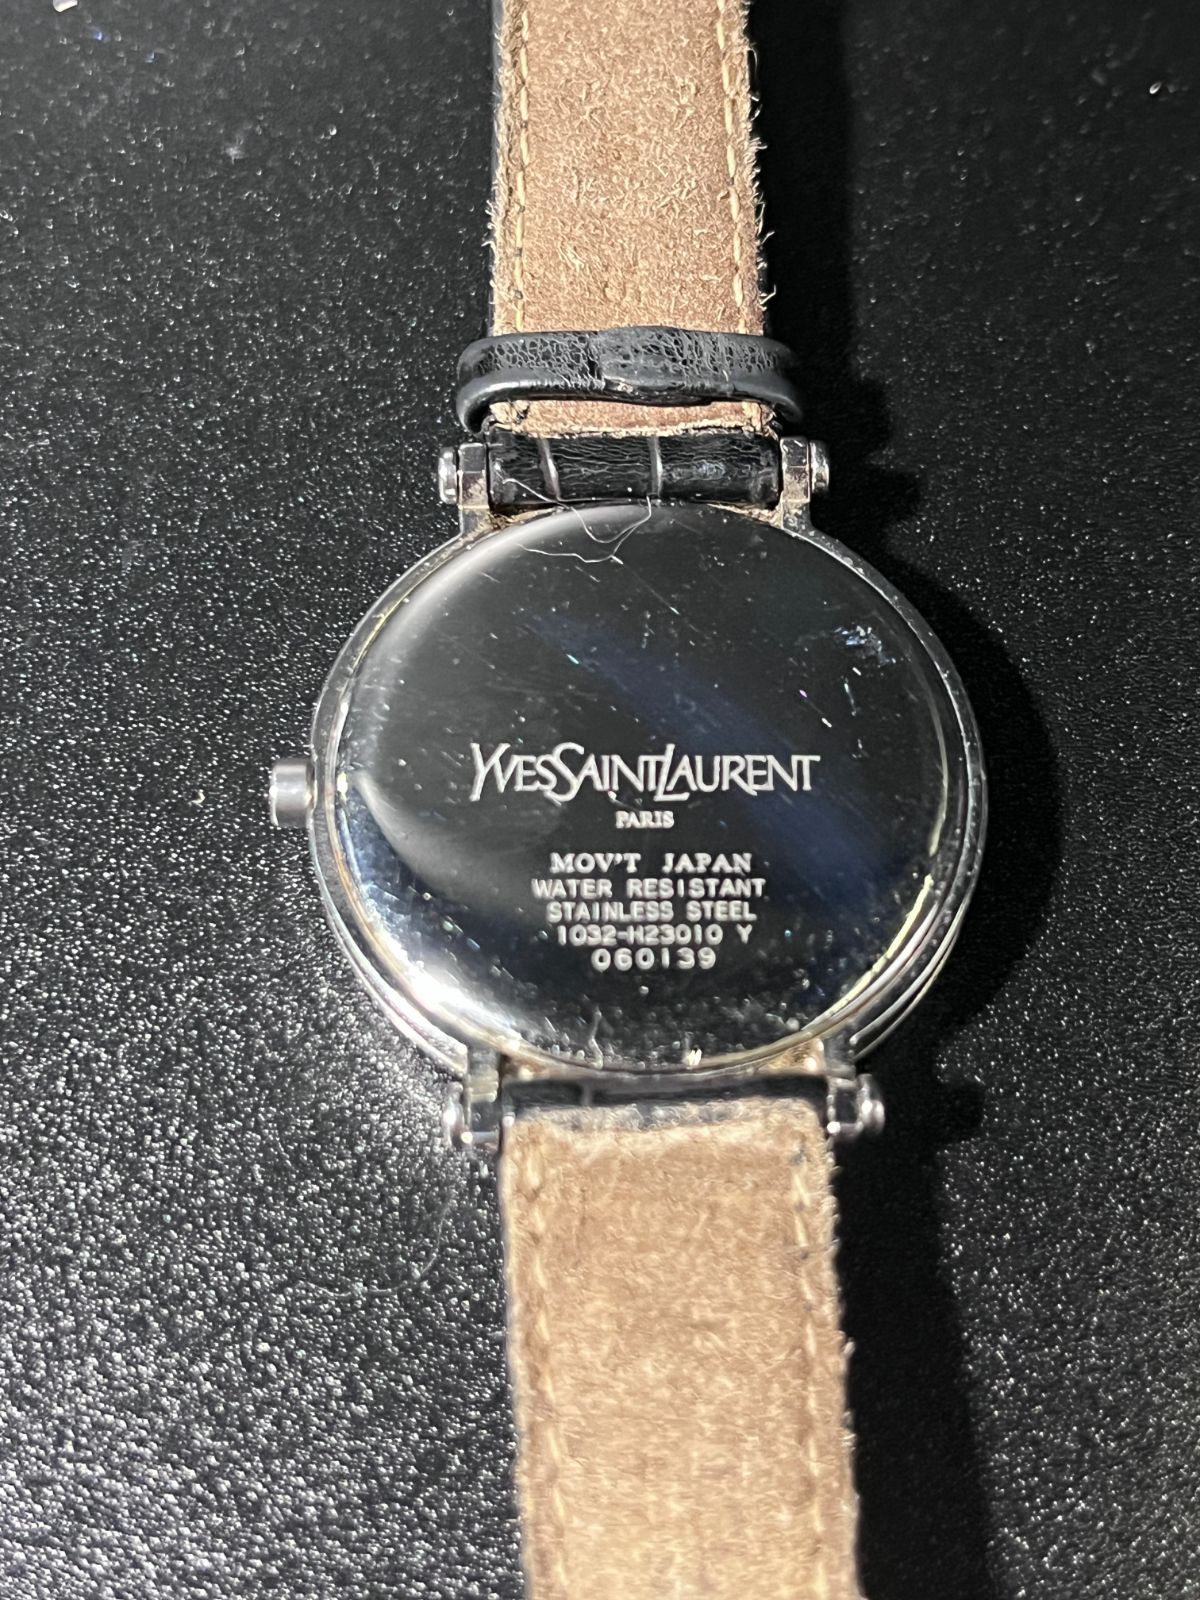 YVESSAINTLAURENT
PARIS
MOV'T JAPAN
WATER RESISTANT
STAINLESS STEEL
1032-H23010 Y
060139